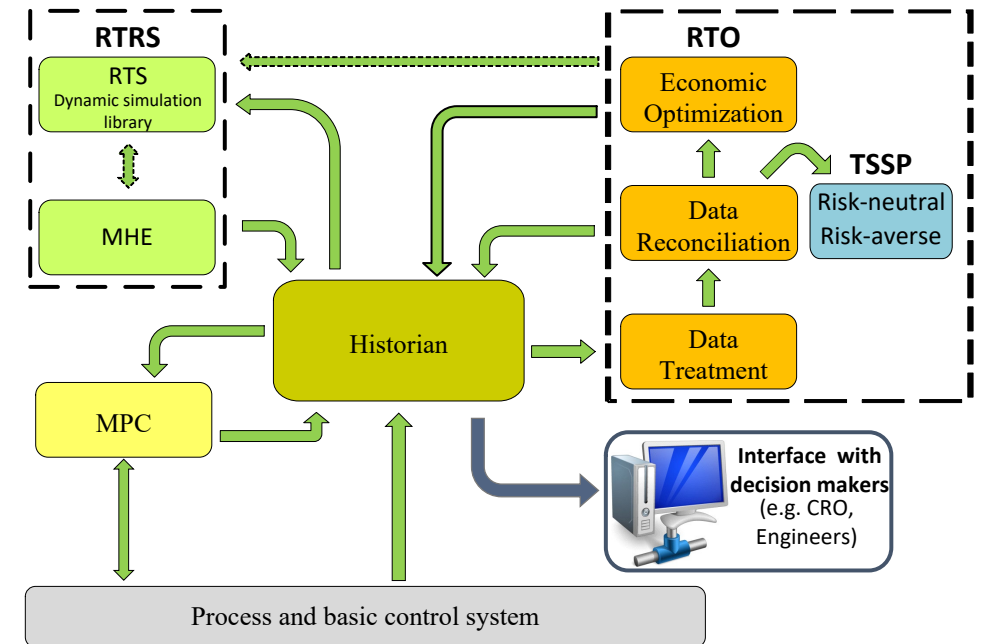 RTRS
RTS
Dynamic simulation
library
MHE
RTO
Economic
Optimization
TSSP
Risk-neutral
Risk-averse
Data
Reconciliation
Data
Treatment
Historian
MPC
Interface with
decision makers
(e.g. CRO,
Engineers)
Process and basic control system